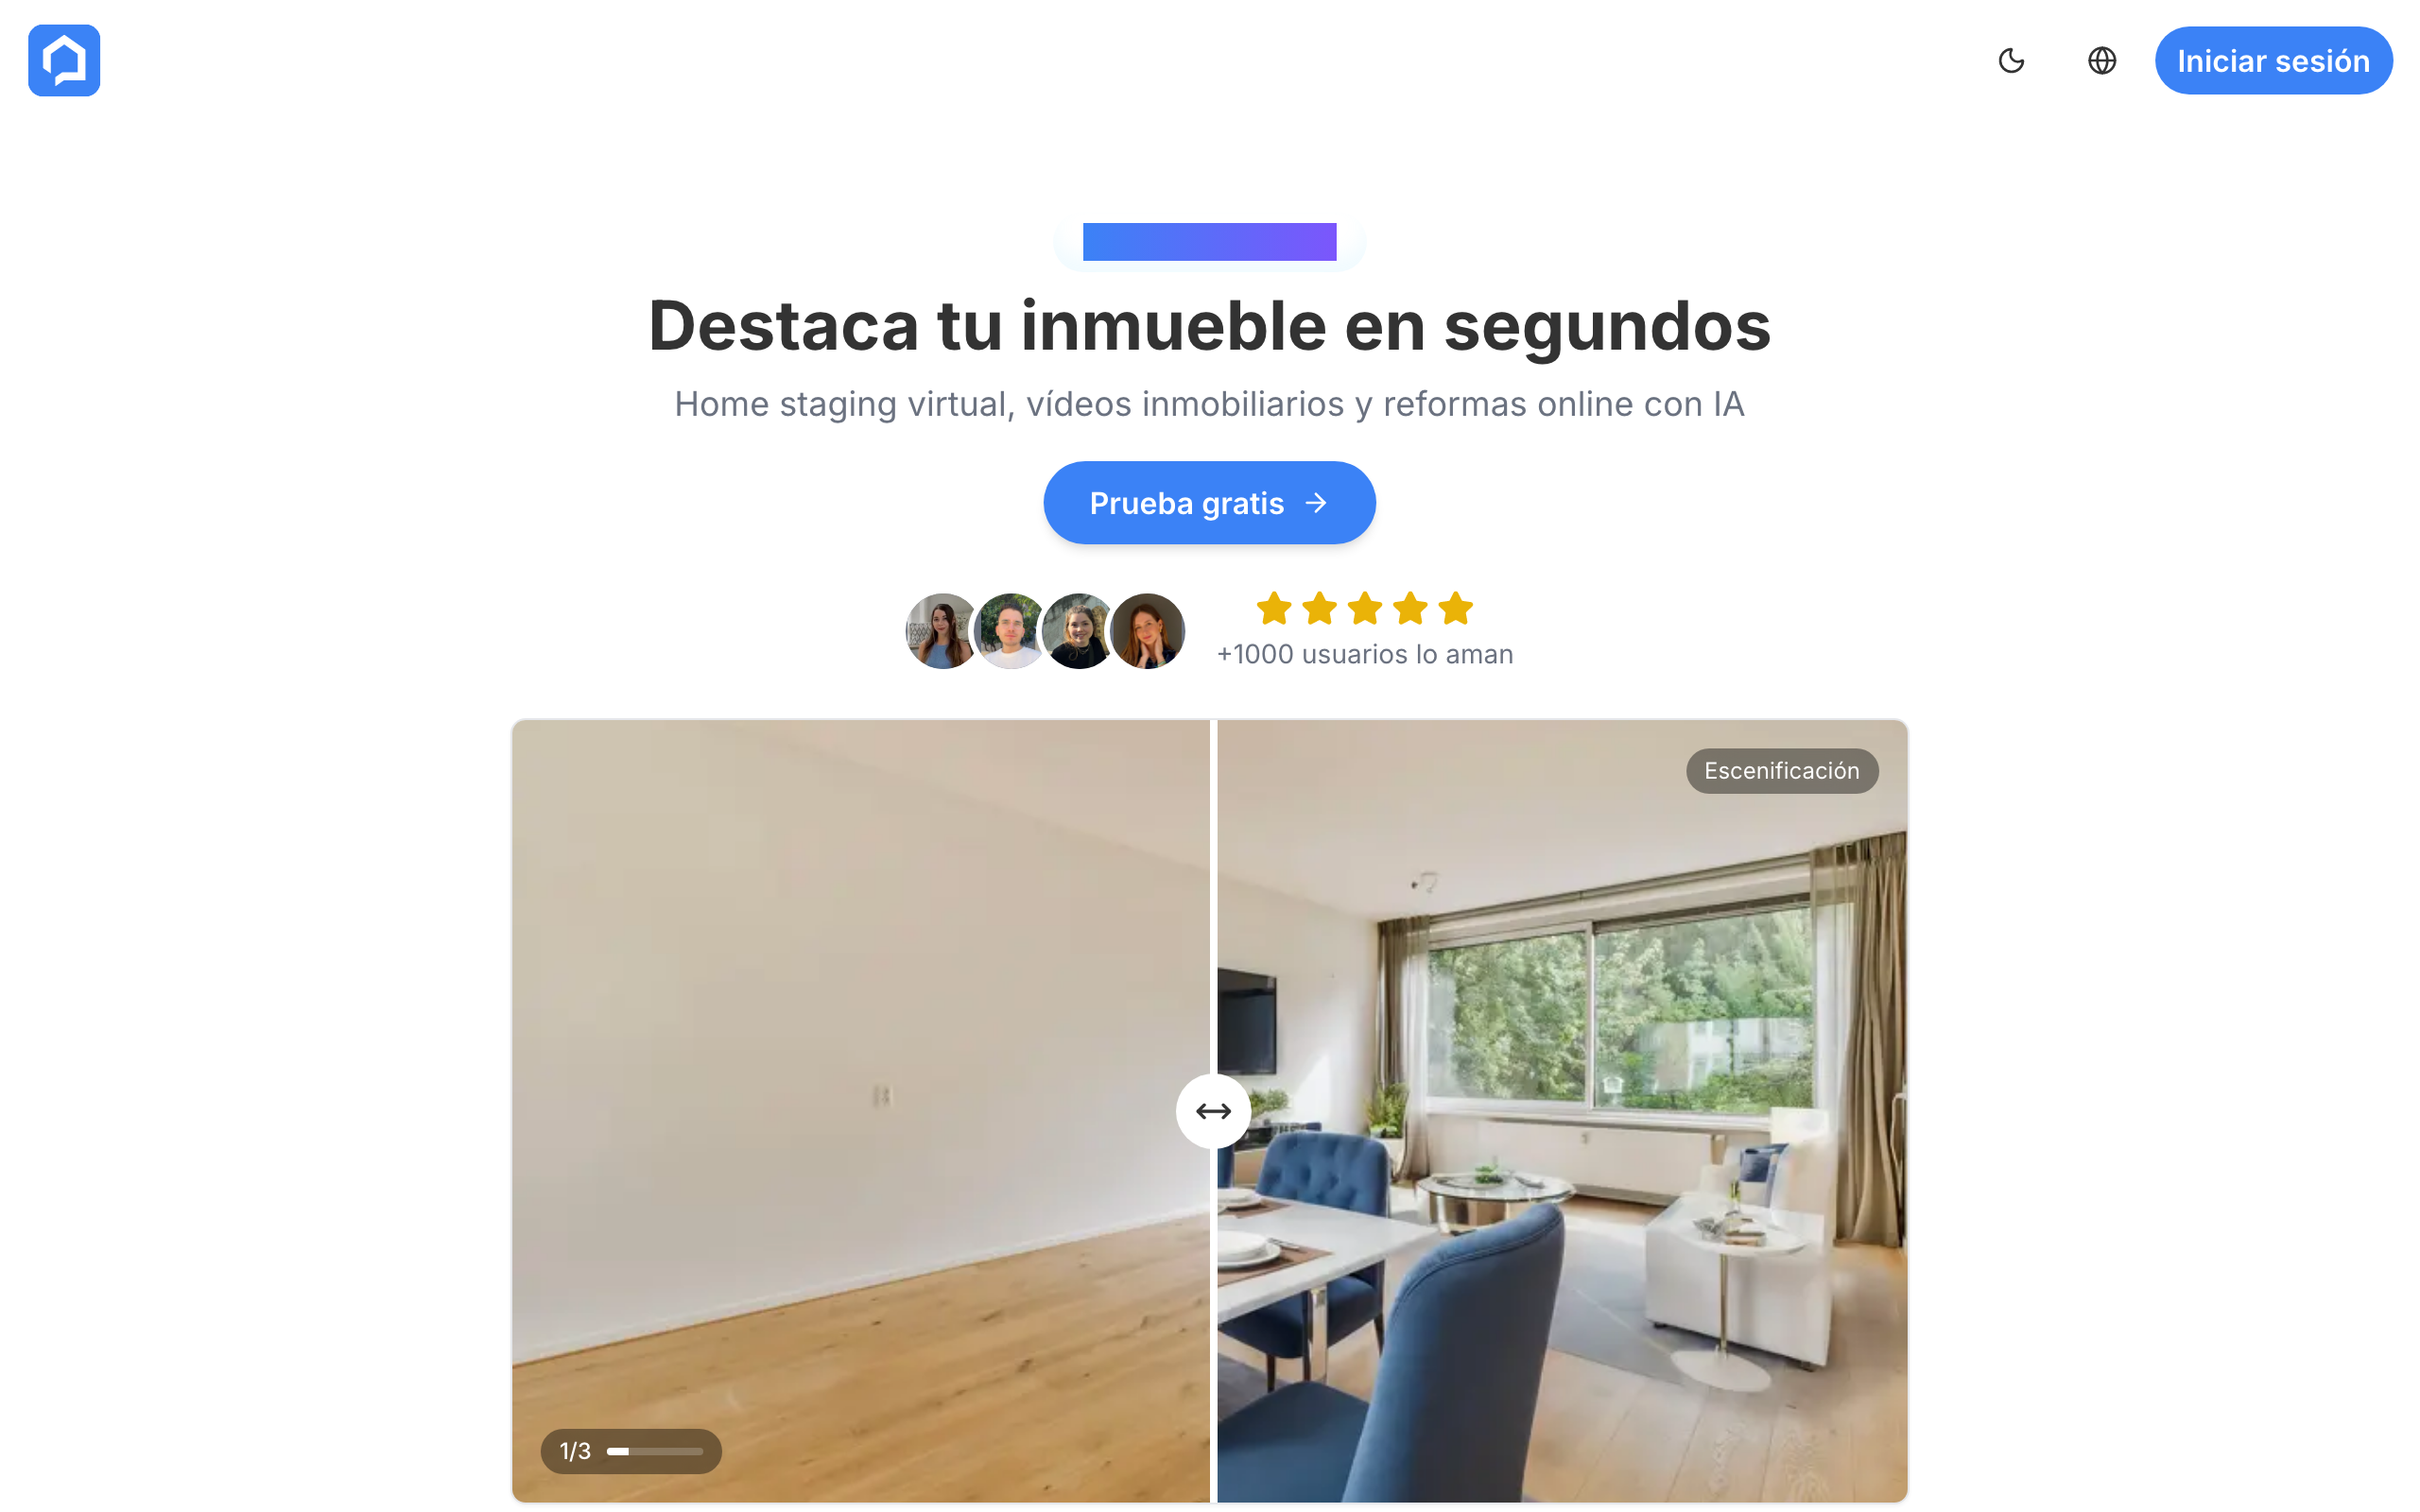 Iniciar sesión
Destaca tu inmueble en segundos
Home staging virtual, vídeos inmobiliarios y reformas online con IA
Prueba gratis
+1000 usuarios lo aman
Escenificación
1/3